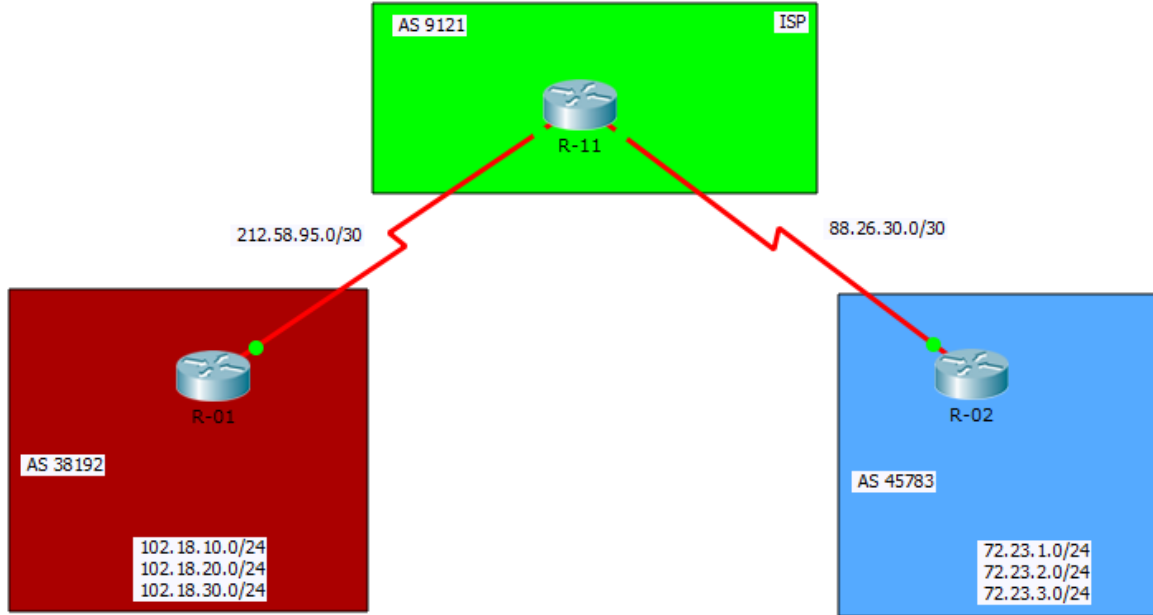 AS 9121
ISP
R-11
212.58.95.0/30
88.26.30.0/30
R-01
R-02
AS 38192
AS 45783
102.18.10.0/24
102.18.20.0/24
102.18.30.0/24
72.23.1.0/24
72.23.2.0/24
72.23.3.0/24